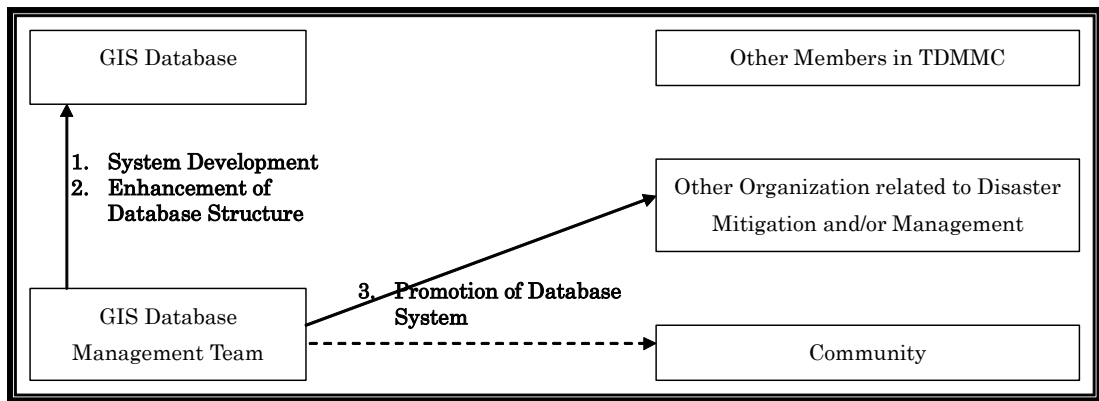 GIS Database
Other Members in TDMMC
1. System Development
2. Enhancement of
Database Structure
Other Organization related to Disaster
Mitigation and/or Management
3. Promotion of Database
System
GIS Database
Management Team
Community